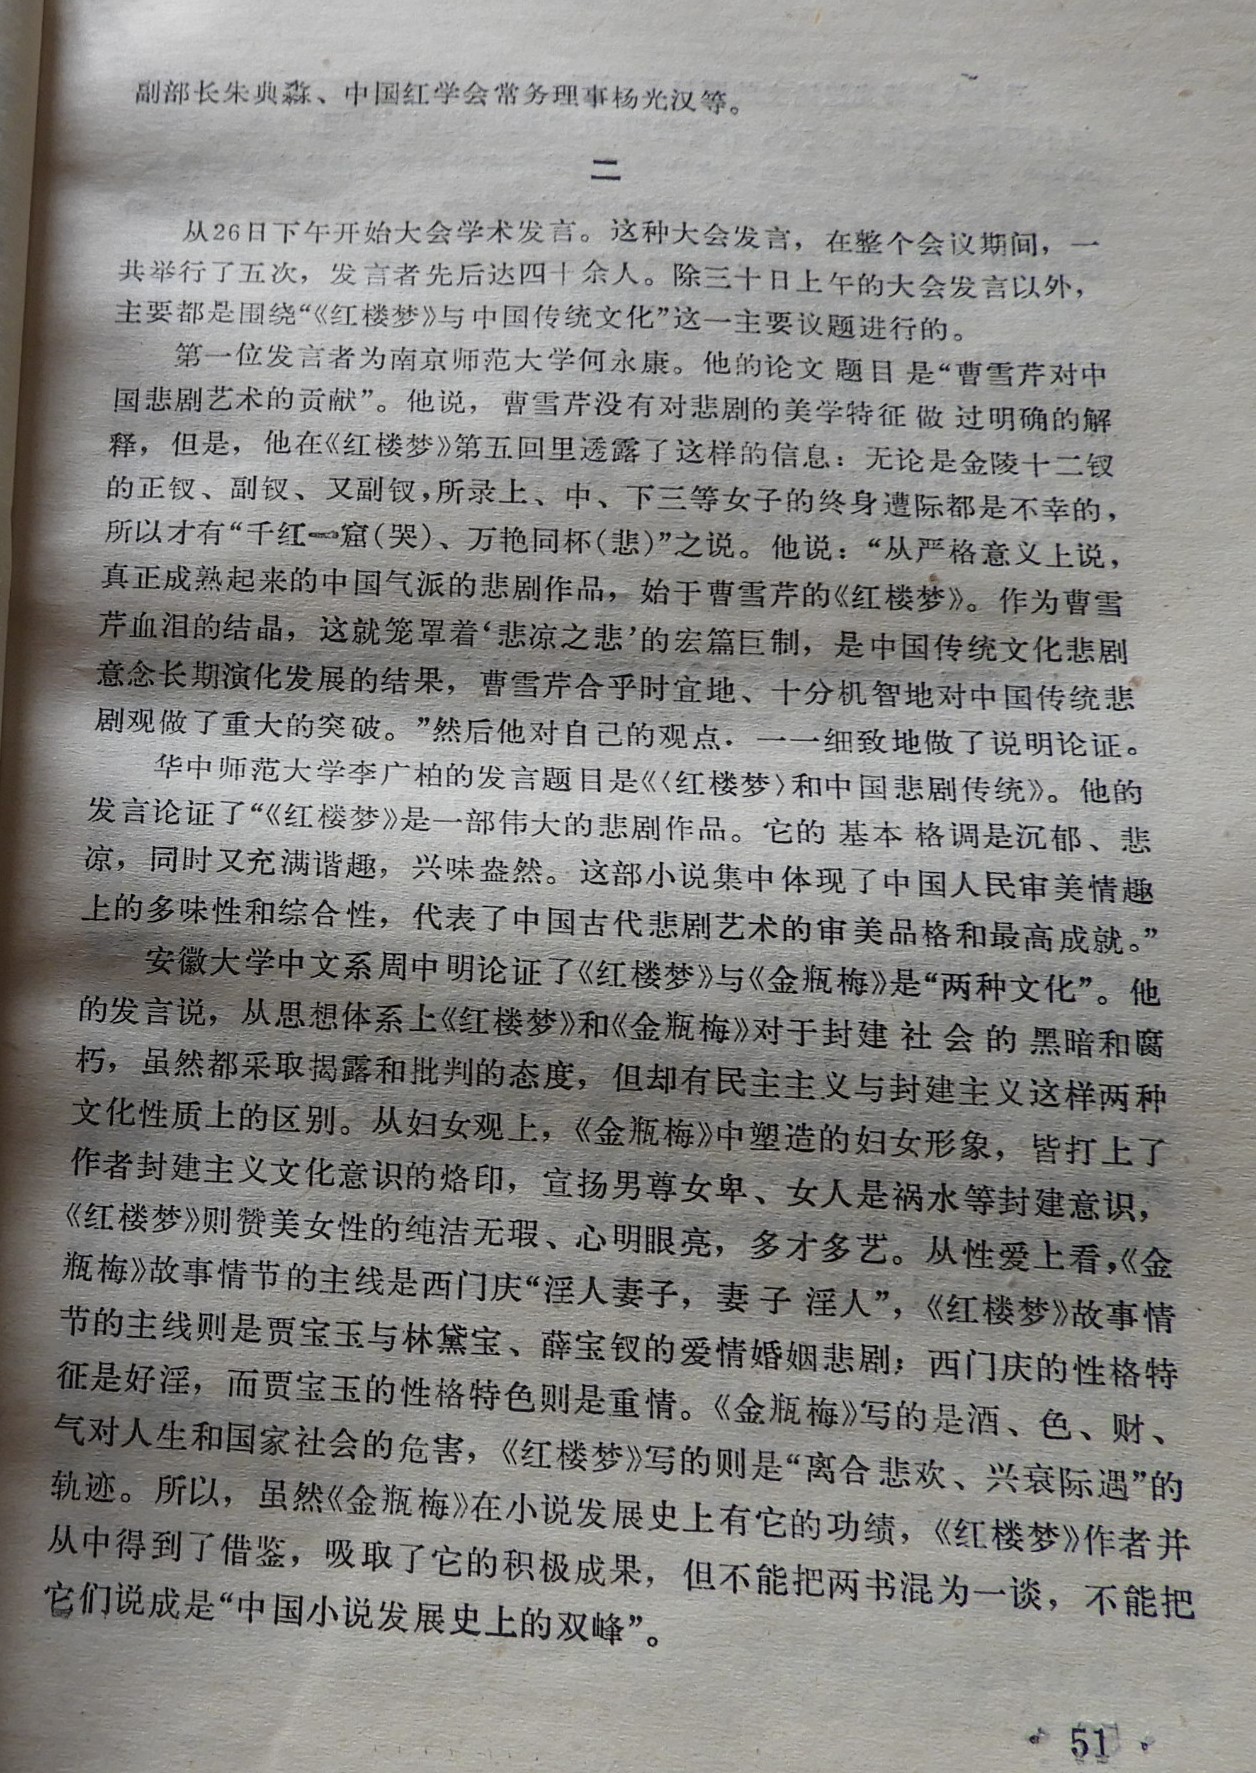 副部长朱典淼、中国红学会常务理事杨光汉等。
二
从26日下午开始大会学术发言。这种大会发言，在整个会议期间，一
共举行了五次，发言者先后达四十余人。除三十日上午的大会发言以外，
主要都是围绕“《红楼梦》与中国传统文化”这一主要议题进行的。
第一位发言者为南京师范大学何永康。他的论文题目是“曹雪芹对中
国悲剧艺术的贡献”。他说，曹雪芹没有对悲剧的美学特征做过明确的解
释，但是，他在《红楼梦》第五回里透露了这样的信息：无论是金陵十二钗
的正钗、副钗、又副钗，所录上、中、下三等女子的终身遭际都是不幸的，
所以才有“千红一窟(哭)、万艳同杯(悲)”之说。他说：“从严格意义上说，
真正成熟起来的中国气派的悲剧作品，始于曹雪芹的《红楼梦》。作为曹雪
芹血泪的结晶，这就笼罩着‘悲凉之悲’的宏篇巨制，是中国传统文化悲剧
意念长期演化发展的结果，曹雪芹合乎时宜地、十分机智地对中国传统悲
剧观做了重大的突破。”然后他对自己的观点．一一细致地做了说明论证。
华中师范大学李广柏的发言题目是《〈红楼梦〉和中国悲剧传统》。他的
发言论证了“《红楼梦》是一部伟大的悲剧作品。它的基本格调是沉郁、悲
凉，同时又充满谐趣，兴味盎然。这部小说集中体现了中国人民审美情趣
上的多味性和综合性，代表了中国古代悲剧艺术的审美品格和最高成就。”
安徽大学中文系周中明论证了《红楼梦》与《金瓶梅》是“两种文化”。他
的发言说，从思想体系上《红楼梦》和《金瓶梅》对于封建社会的黑暗和腐
朽，虽然都采取揭露和批判的态度，但却有民主主义与封建主义这样两种
文化性质上的区别。从妇女观上，《金瓶梅》中塑造的妇女形象，皆打上了
作者封建主义文化意识的烙印，宣扬男尊女卑、女人是祸水等封建意识，
《红楼梦》则赞美女性的纯洁无瑕、心明眼亮，多才多艺。从性爱上看，《金
瓶梅》故事情节的主线是西门庆“淫人妻子，妻子淫人”，《红楼梦》故事情
节的主线则是贾宝玉与林黛宝、薛宝钗的爱情婚姻悲剧；西门庆的性格特
征是好淫，而贾宝玉的性格特色则是重情。《金瓶梅》写的是酒、色、财、
气对人生和国家社会的危害，《红楼梦》写的则是“离合悲欢、兴衰际遇”的
轨迹。所以，虽然《金瓶梅》在小说发展史上有它的功绩，《红楼梦》作者并
从中得到了借鉴，吸取了它的积极成果，但不能把两书混为一谈，不能把
它们说成是“中国小说发展史上的双峰”。
· 51 ·